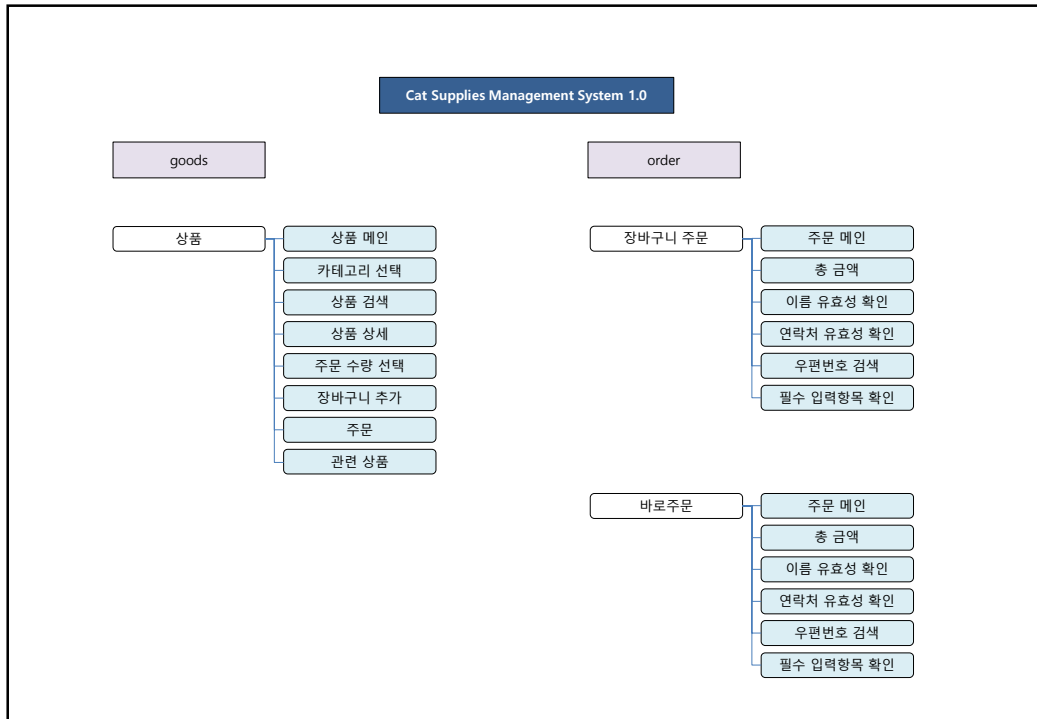 Cat Supplies Management System 1.0
goods
상품
상품 메인
카테고리 선택
상품 검색
상품 상세
주문 수량 선택
장바구니 추가
주문
관련 상품
order
장바구니 주문
주문 메인
총 금액
이름 유효성 확인
연락처 유효성 확인
우편번호 검색
필수 입력항목 확인
바로주문
주문 메인
총 금액
이름 유효성 확인
연락처 유효성 확인
우편번호 검색
필수 입력항목 확인